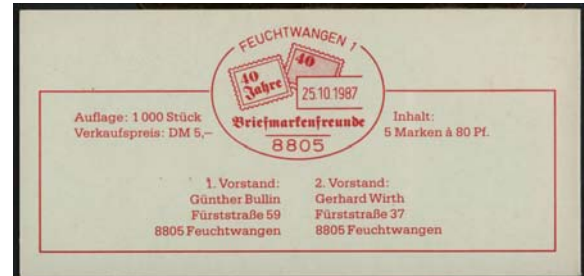 FEUCHTWANGEN 1
40
40
Jahre
25.10.1987
Briefmarkenfreunde
8805
Auflage: 1 000 Stück
Verkaufspreis: DM 5,–
Inhalt:
5 Marken à 80 Pf.
1. Vorstand:
Günther Bullin
Fürststraße 59
8805 Feuchtwangen
2. Vorstand:
Gerhard Wirth
Fürststraße 37
8805 Feuchtwangen